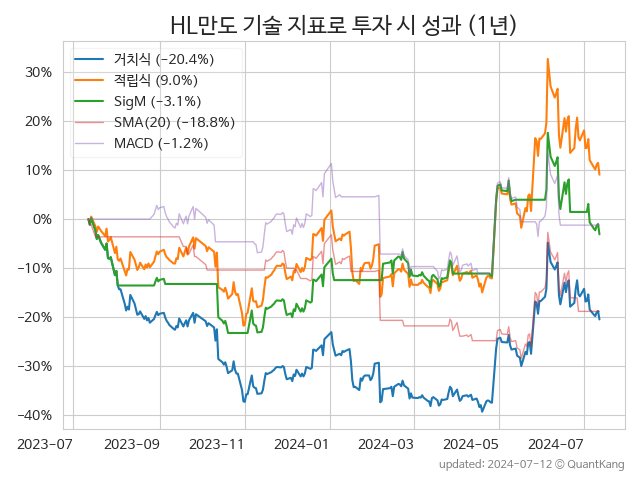 HL만도 기술 지표로 투자 시 성과 (1년)
거치식 (−20.4%)
적립식 (9.0%)
SigM (−3.1%)
SMA(20) (−18.8%)
MACD (−1.2%)
30%
20%
10%
0%
−10%
−20%
−30%
−40%
2023-07 2023-09 2023-11 2024-01 2024-03 2024-05 2024-07
updated: 2024-07-12 © QuantKang